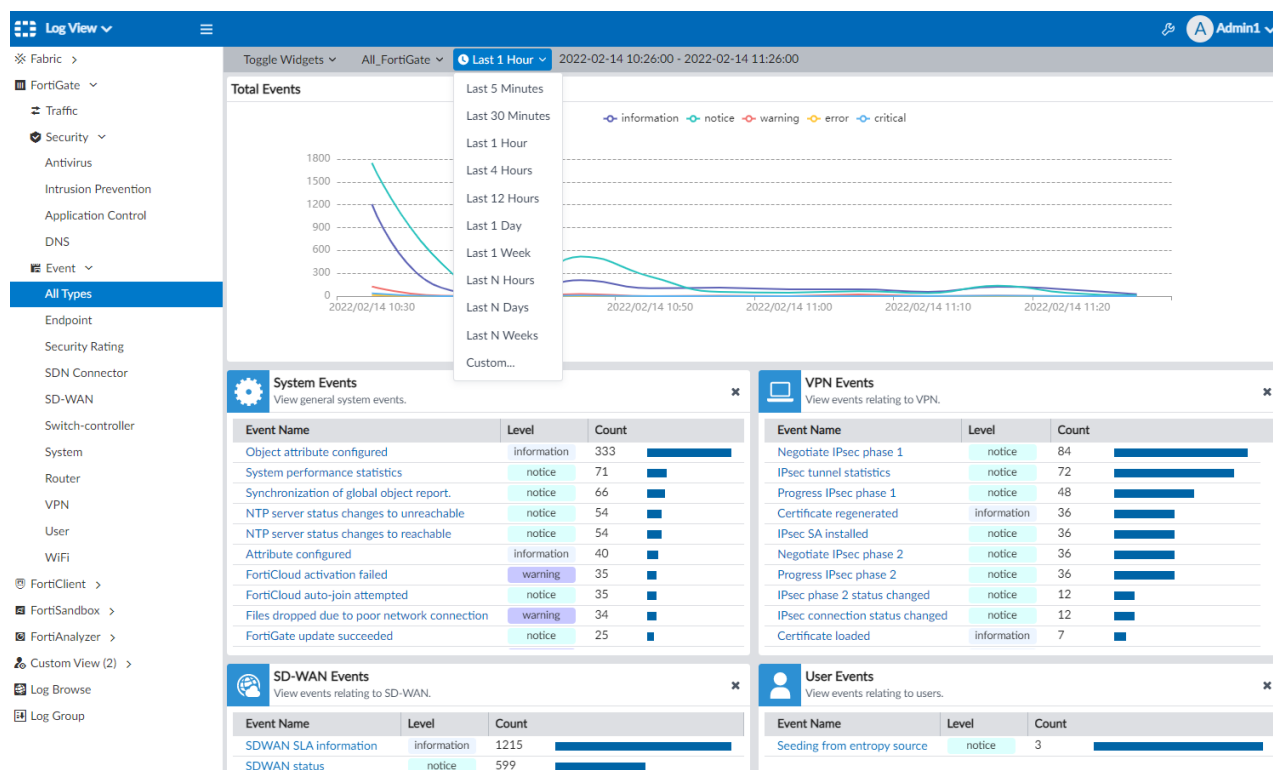 Log View
Admin1
A
Fabric
FortiGate
Traffic
Security
Antivirus
Intrusion Prevention
Application Control
DNS
Event
All Types
Endpoint
Security Rating
SDN Connector
SD-WAN
Switch-controller
System
Router
VPN
User
WiFi
FortiClient
FortiSandbox
FortiAnalyzer
Custom View (2)
Log Browse
Log Group
Toggle Widgets All_FortiGate Last 1 Hour 2022-02-14 10:26:00 - 2022-02-14 11:26:00
Last 5 Minutes
Last 30 Minutes
Last 1 Hour
Last 4 Hours
Last 12 Hours
Last 1 Day
Last 1 Week
Last N Hours
Last N Days
Last N Weeks
Custom...
Total Events
information notice warning error critical
1800
1500
1200
900
600
300
0
2022/02/14 10:30 2022/02/14 10:50 2022/02/14 11:00 2022/02/14 11:10 2022/02/14 11:20
System Events
View general system events.
Event Name Level Count
Object attribute configured information 333
System performance statistics notice 71
Synchronization of global object report. notice 66
NTP server status changes to unreachable notice 54
NTP server status changes to reachable notice 54
Attribute configured information 40
FortiCloud activation failed warning 35
FortiCloud auto-join attempted notice 35
Files dropped due to poor network connection warning 34
FortiGate update succeeded notice 25
VPN Events
View events relating to VPN.
Event Name Level Count
Negotiate IPsec phase 1 notice 84
IPsec tunnel statistics notice 72
Progress IPsec phase 1 notice 48
Certificate regenerated information 36
IPsec SA installed notice 36
Negotiate IPsec phase 2 notice 36
Progress IPsec phase 2 notice 36
IPsec phase 2 status changed notice 12
IPsec connection status changed notice 12
Certificate loaded information 7
SD-WAN Events
View events relating to SD-WAN.
Event Name Level Count
SDWAN SLA information information 1215
SDWAN status notice 599
User Events
View events relating to users.
Event Name Level Count
Seeding from entropy source notice 3